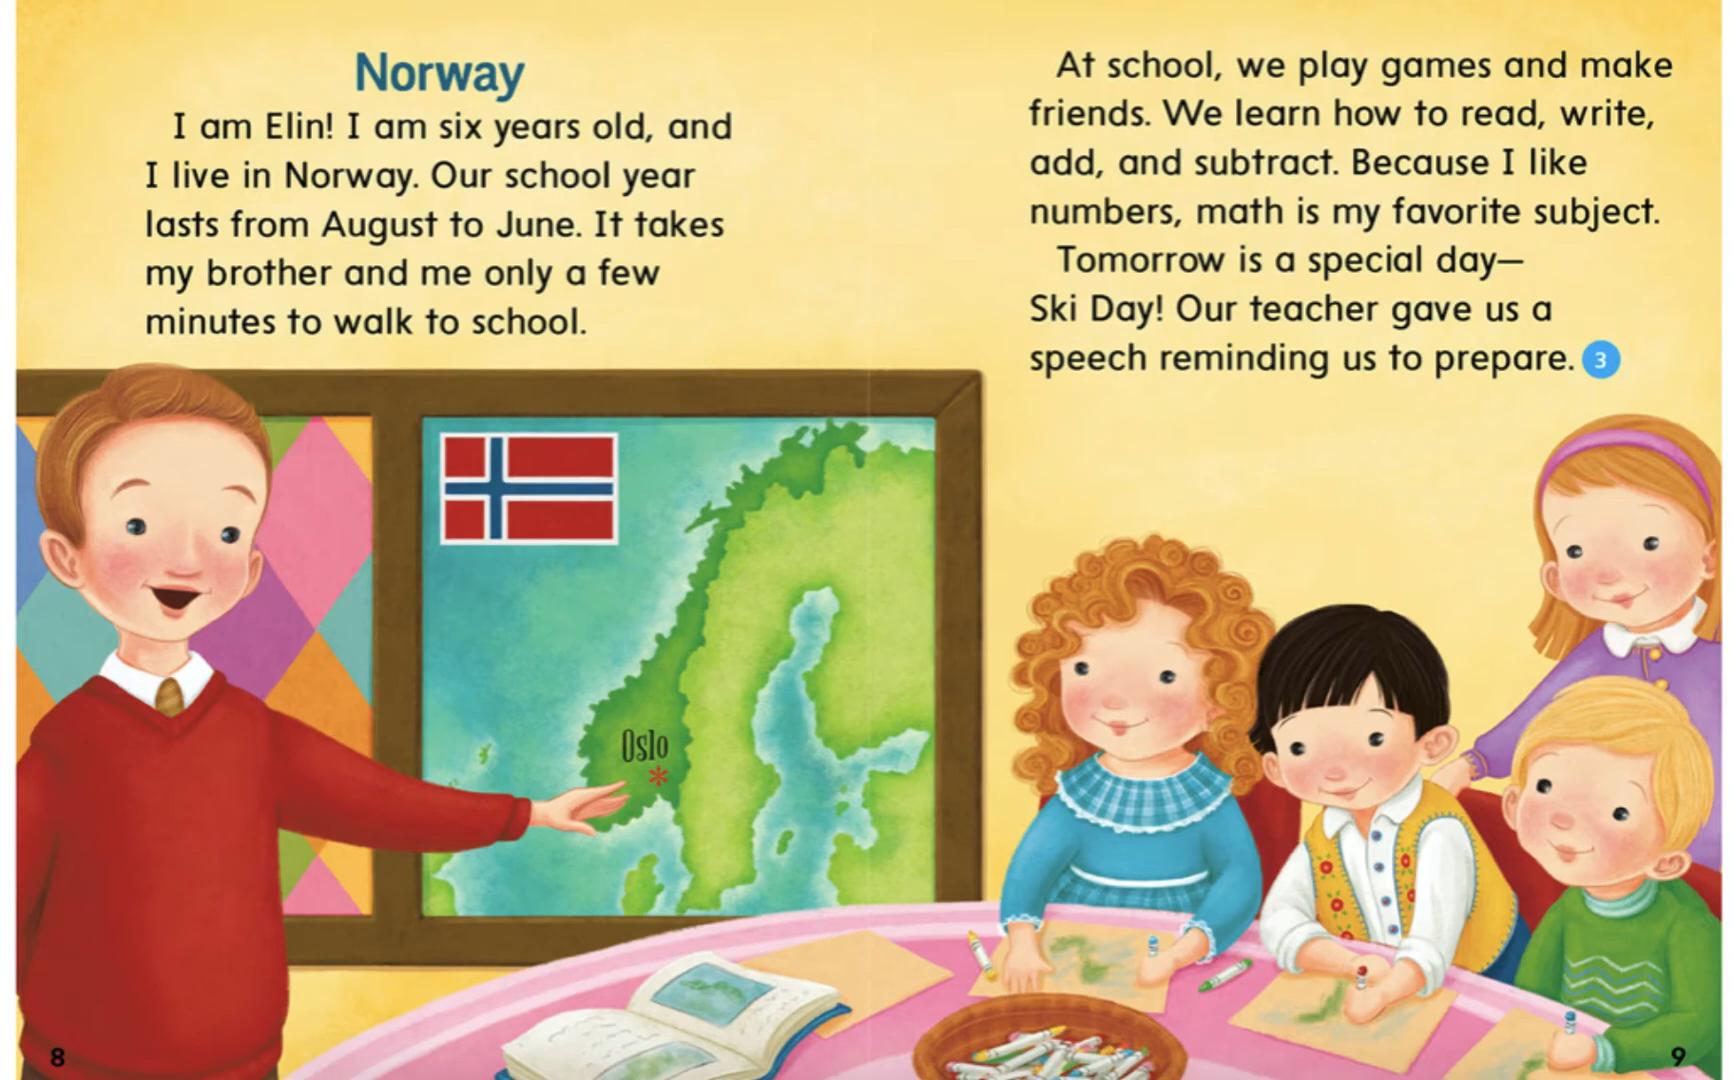 Norway
I am Elin! I am six years old, and
I live in Norway. Our school year
lasts from August to June. It takes
my brother and me only a few
minutes to walk to school.
Oslo
8
At school, we play games and make
friends. We learn how to read, write,
add, and subtract. Because I like
numbers, math is my favorite subject.
Tomorrow is a special day—
Ski Day! Our teacher gave us a
speech reminding us to prepare. 3
9